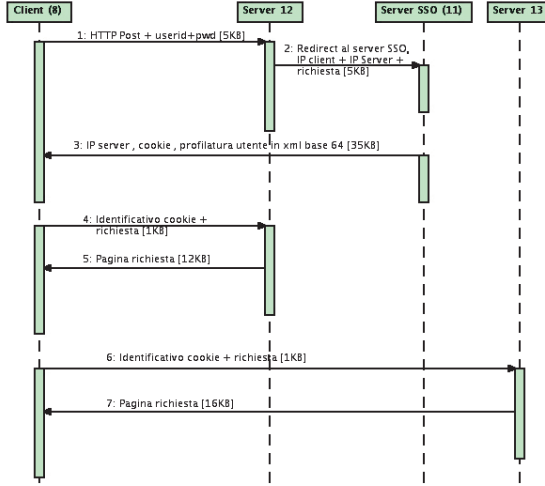 Client (8)
Server 12
Server SSO (11)
Server 13
1: HTTP Post + userid+pwd [5KB]
2: Redirect al server SSO,
IP client + IP Server +
richiesta [5KB]
3: IP server , cookie , profilatura utente in xml base 64 [35KB]
4: Identificativo cookie +
richiesta [1KB]
5: Pagina richiesta [12KB]
6: Identificativo cookie + richiesta [1KB]
7: Pagina richiesta [16KB]